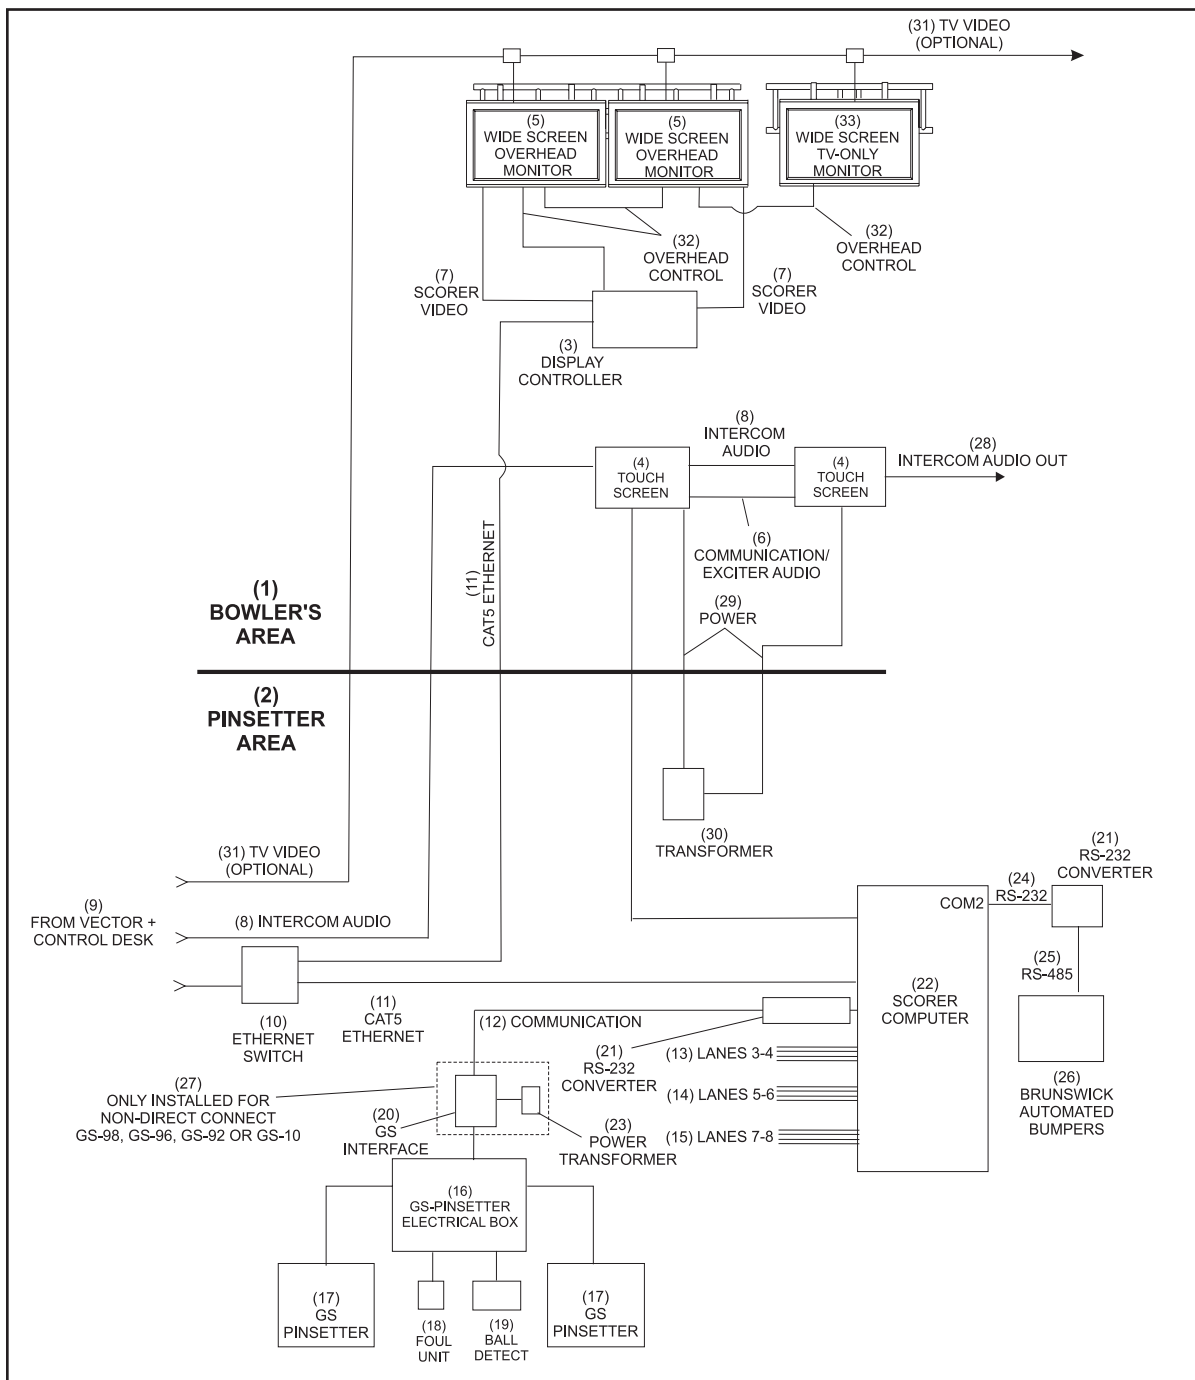 (31) TV VIDEO
(OPTIONAL)
(5)
WIDE SCREEN
OVERHEAD
MONITOR
(5)
WIDE SCREEN
OVERHEAD
MONITOR
(33)
WIDE SCREEN
TV-ONLY
MONITOR
(32)
OVERHEAD
CONTROL
(32)
OVERHEAD
CONTROL
(7)
SCORER
VIDEO
(7)
SCORER
VIDEO
(3)
DISPLAY
CONTROLLER
(8)
INTERCOM
AUDIO
(28)
INTERCOM AUDIO OUT
(4)
TOUCH
SCREEN
(4)
TOUCH
SCREEN
(6)
COMMUNICATION/
EXCITER AUDIO
(11)
CAT5 ETHERNET
(29)
POWER
(1)
BOWLER'S
AREA
(2)
PINSETTER
AREA
(30)
TRANSFORMER
(31) TV VIDEO
(OPTIONAL)
(9)
FROM VECTOR +
CONTROL DESK
(8) INTERCOM AUDIO
(21)
RS-232
CONVERTER
(24)
RS-232
COM2
(25)
RS-485
(22)
SCORER
COMPUTER
(10)
ETHERNET
SWITCH
(11)
CAT5
ETHERNET
(12) COMMUNICATION
(21)
RS-232
CONVERTER
(13) LANES 3-4
(14) LANES 5-6
(15) LANES 7-8
(26)
BRUNSWICK
AUTOMATED
BUMPERS
(27)
ONLY INSTALLED FOR
NON-DIRECT CONNECT
GS-98, GS-96, GS-92 OR GS-10
(20)
GS
INTERFACE
(23)
POWER
TRANSFORMER
(16)
GS-PINSETTER
ELECTRICAL BOX
(17)
GS
PINSETTER
(18)
FOUL
UNIT
(19)
BALL
DETECT
(17)
GS
PINSETTER